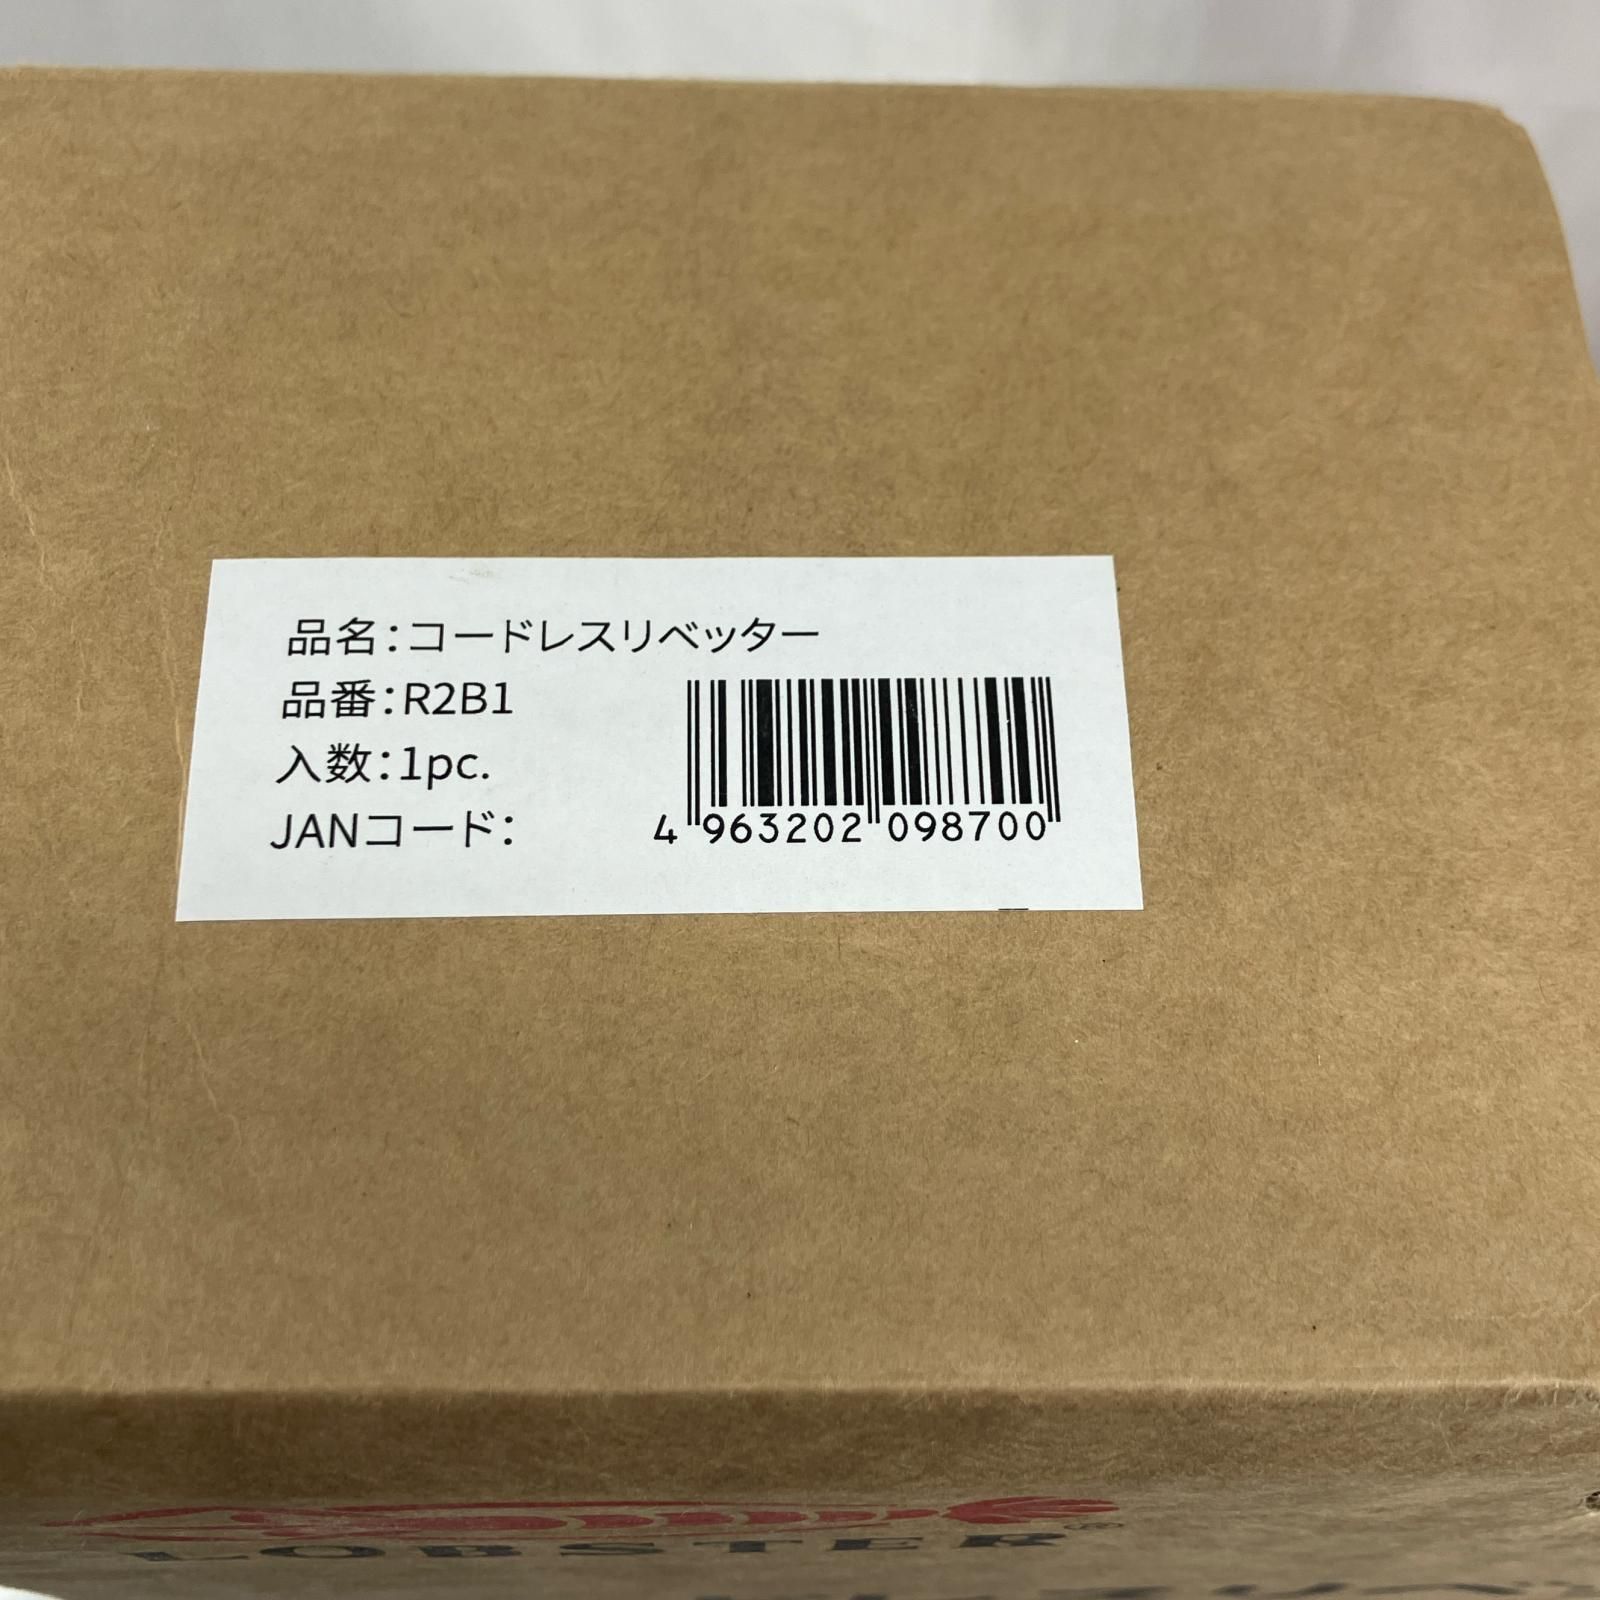 品名：コードレスリベッター
品番：R2B1
入数：1pc.
JANコード：
4 963202 098700
LOBSTER®